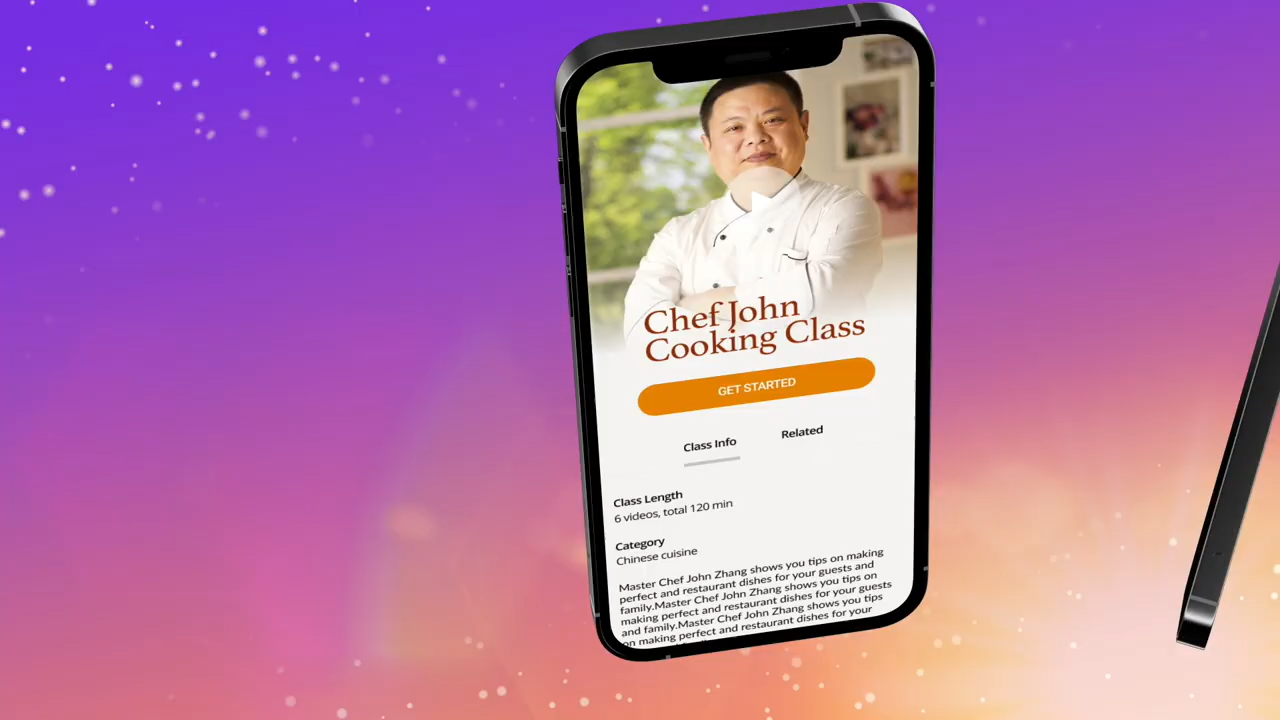 Chef John
Cooking Class
GET STARTED
Class Info
Related
Class Length
6 videos, total 120 min
Category
Chinese cuisine
Master Chef John Zhang shows you tips on making
perfect and restaurant dishes for your guests and
family.Master Chef John Zhang shows you tips on
making perfect and restaurant dishes for your guests
and family.Master Chef John Zhang shows you tips
on making perfect and restaurant dishes for your